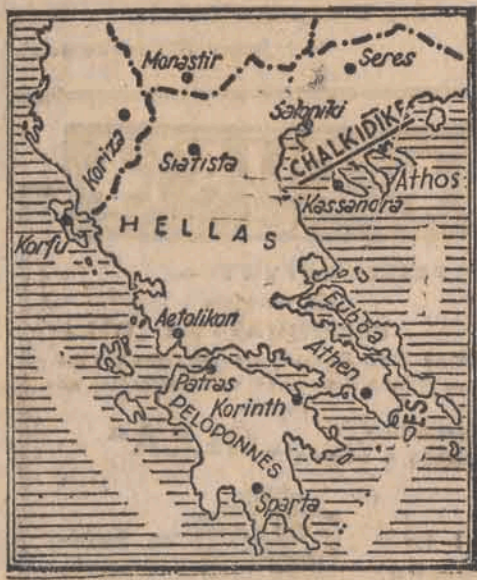 Monastir
Seres
Saloniki
Koriza
Siatista
CHALKIDIKE
Athos
Kassandra
HELLAS
Korfu
Euböa
Aetolikon
Athen
Patras
Korinth
PELOPONNES
Sparta